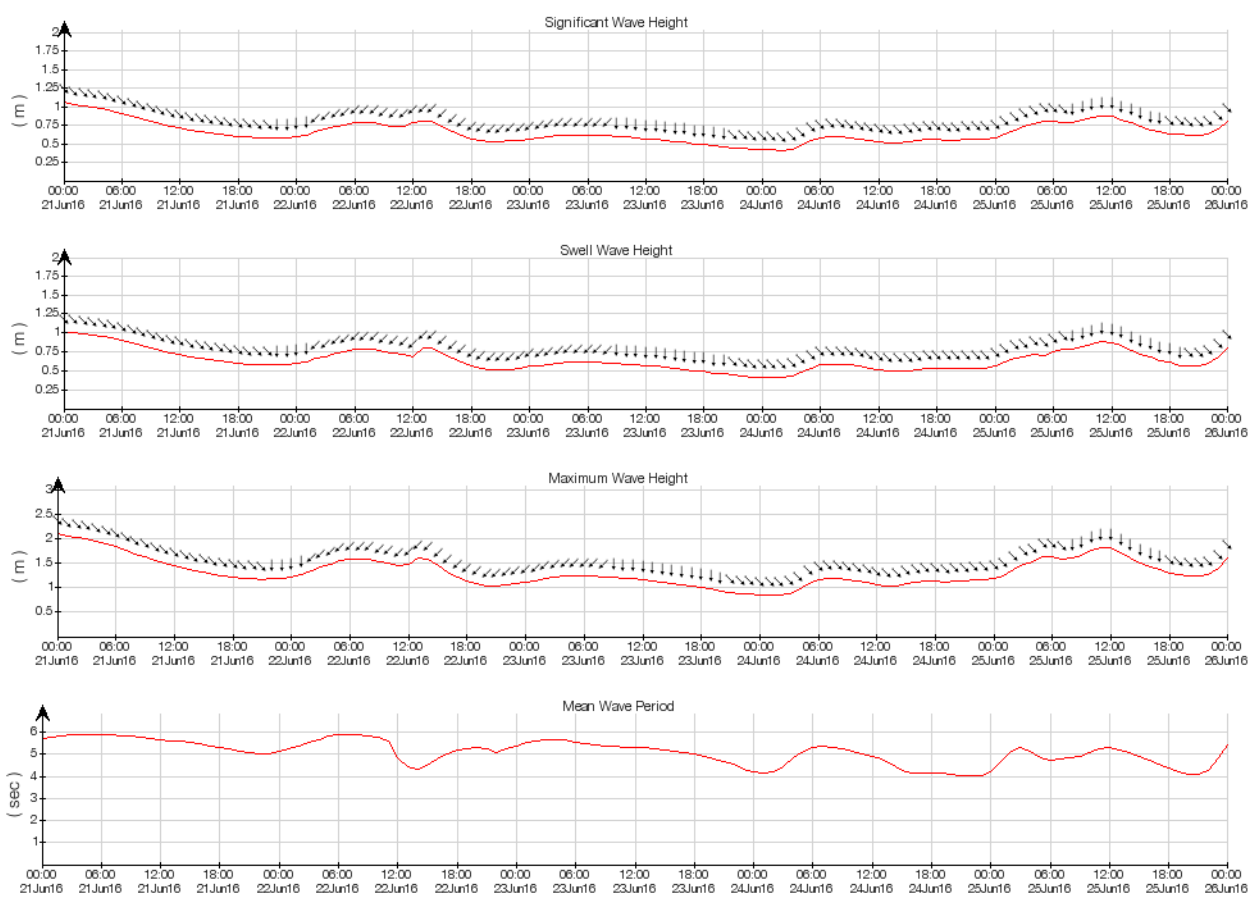 Significant Wave Height
2
1.75
1.5
1.25
1
0.75
0.5
0.25
( m )
00:00 06:00 12:00 18:00 00:00 06:00 12:00 18:00 00:00 06:00 12:00 18:00 00:00 06:00 12:00 18:00 00:00 06:00 12:00 18:00 00:00
21Jun16 21Jun16 21Jun16 21Jun16 22Jun16 22Jun16 22Jun16 22Jun16 23Jun16 23Jun16 23Jun16 23Jun16 24Jun16 24Jun16 24Jun16 24Jun16 25Jun16 25Jun16 25Jun16 25Jun16 26Jun16
Swell Wave Height
2
1.75
1.5
1.25
1
0.75
0.5
0.25
( m )
00:00 06:00 12:00 18:00 00:00 06:00 12:00 18:00 00:00 06:00 12:00 18:00 00:00 06:00 12:00 18:00 00:00 06:00 12:00 18:00 00:00
21Jun16 21Jun16 21Jun16 21Jun16 22Jun16 22Jun16 22Jun16 22Jun16 23Jun16 23Jun16 23Jun16 23Jun16 24Jun16 24Jun16 24Jun16 24Jun16 25Jun16 25Jun16 25Jun16 25Jun16 26Jun16
Maximum Wave Height
3
2.5
2
1.5
1
0.5
( m )
00:00 06:00 12:00 18:00 00:00 06:00 12:00 18:00 00:00 06:00 12:00 18:00 00:00 06:00 12:00 18:00 00:00 06:00 12:00 18:00 00:00
21Jun16 21Jun16 21Jun16 21Jun16 22Jun16 22Jun16 22Jun16 22Jun16 23Jun16 23Jun16 23Jun16 23Jun16 24Jun16 24Jun16 24Jun16 24Jun16 25Jun16 25Jun16 25Jun16 25Jun16 26Jun16
Mean Wave Period
6
5
4
3
2
1
( sec )
00:00 06:00 12:00 18:00 00:00 06:00 12:00 18:00 00:00 06:00 12:00 18:00 00:00 06:00 12:00 18:00 00:00 06:00 12:00 18:00 00:00
21Jun16 21Jun16 21Jun16 21Jun16 22Jun16 22Jun16 22Jun16 22Jun16 23Jun16 23Jun16 23Jun16 23Jun16 24Jun16 24Jun16 24Jun16 24Jun16 25Jun16 25Jun16 25Jun16 25Jun16 26Jun16